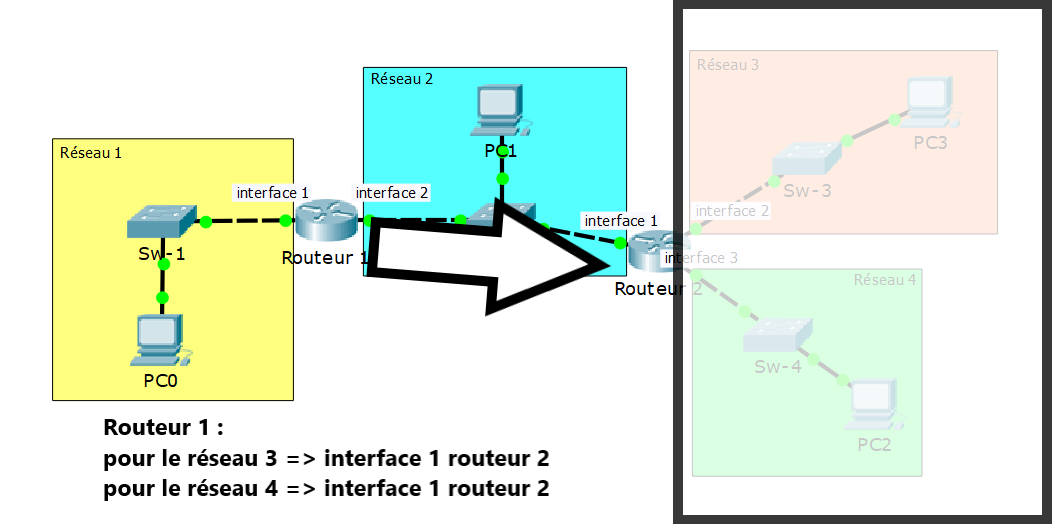 Réseau 1
interface 1
Sw-1
PC0
Réseau 2
interface 2
PC1
Routeur 1
interface 1
Routeur 2
Réseau 3
PC3
Sw-3
interface 2
interface 3
Réseau 4
Sw-4
PC2
Routeur 1 :
pour le réseau 3 => interface 1 routeur 2
pour le réseau 4 => interface 1 routeur 2